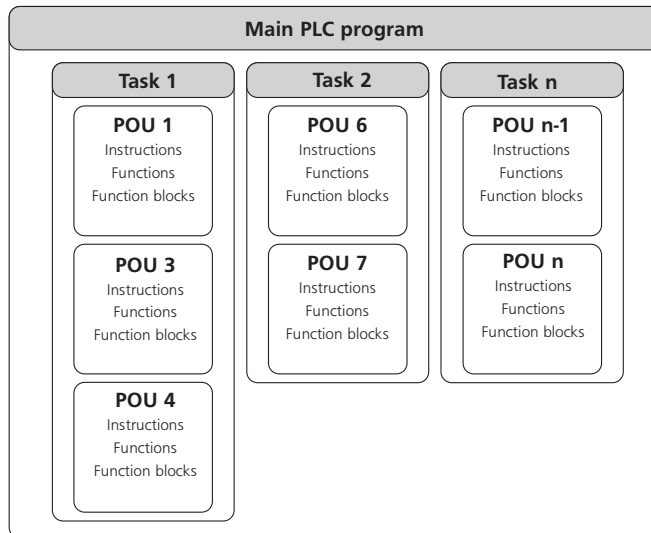 Main PLC program
Task 1
POU 1
Instructions
Functions
Function blocks
POU 3
Instructions
Functions
Function blocks
POU 4
Instructions
Functions
Function blocks
Task 2
POU 6
Instructions
Functions
Function blocks
POU 7
Instructions
Functions
Function blocks
Task n
POU n-1
Instructions
Functions
Function blocks
POU n
Instructions
Functions
Function blocks